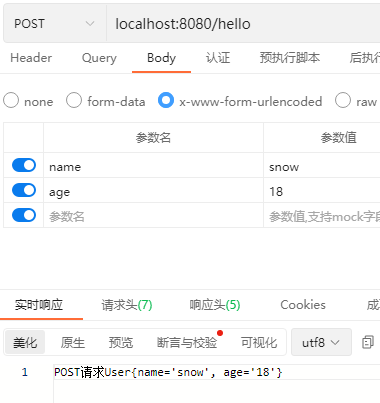 POST localhost:8080/hello
Header Query Body 认证 预执行脚本 后执行
none form-data x-www-form-urlencoded raw
参数名 参数值
name snow
age 18
参数名 参数值,支持mock字段
实时响应 请求头(7) 响应头(5) Cookies 成
美化 原生 预览 断言与校验 可视化 utf8
1 POST请求User{name='snow', age='18'}